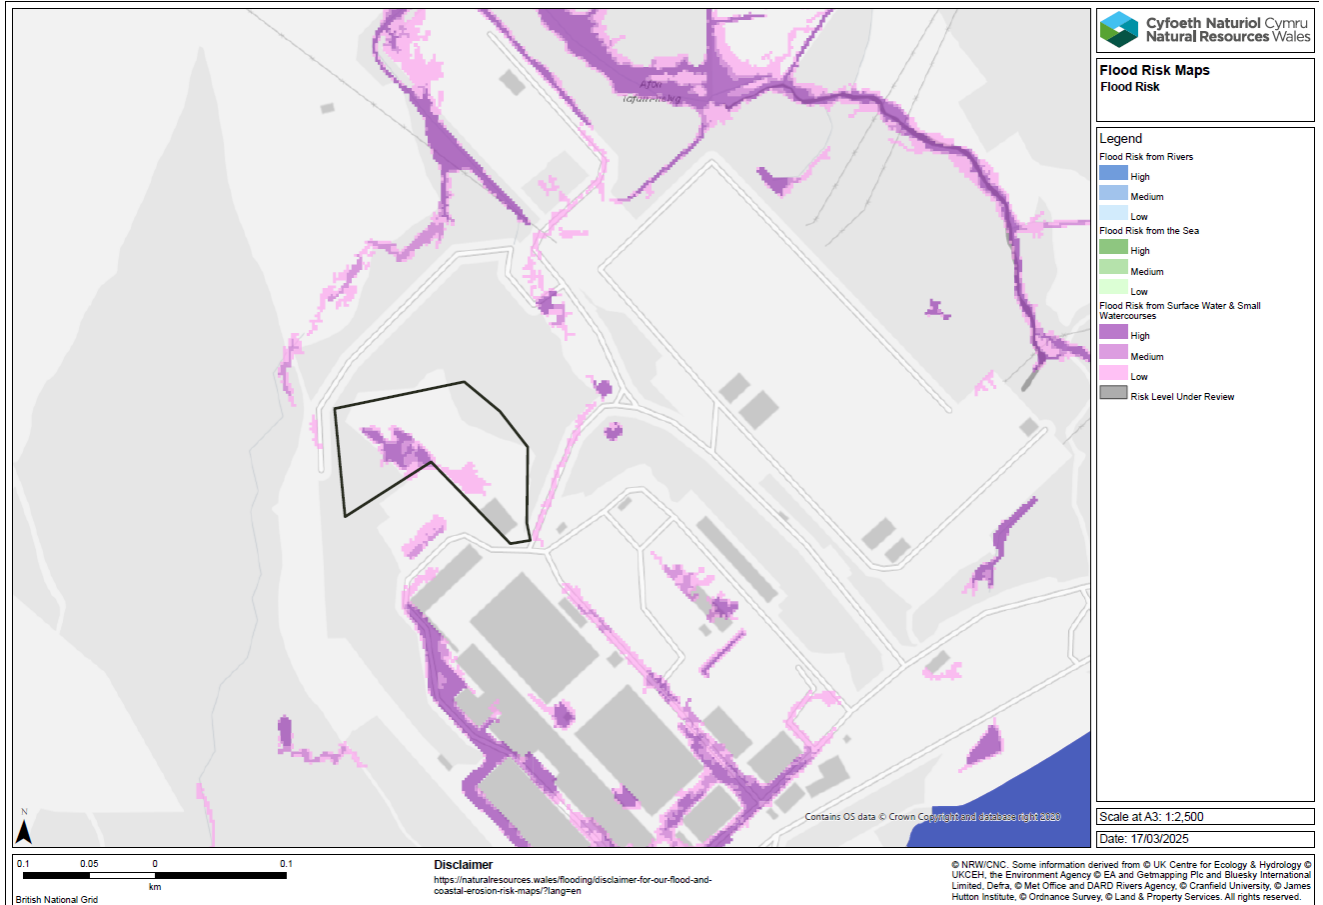 Cyfoeth Naturiol Cymru
Natural Resources Wales
Flood Risk Maps
Flood Risk
Legend
Flood Risk from Rivers
High
Medium
Low
Flood Risk from the Sea
High
Medium
Low
Flood Risk from Surface Water & Small
Watercourses
High
Medium
Low
Risk Level Under Review
Afon
Contains OS data © Crown Copyright and database right 2020
N
Scale at A3: 1:2,500
Date: 17/03/2025
0.1 0.05 0 0.1
km
British National Grid
Disclaimer
https://naturalresources.wales/flooding/disclaimer-for-our-flood-and-
coastal-erosion-risk-maps/?lang=en
© NRW/CNC. Some information derived from © UK Centre for Ecology & Hydrology ©
UKCEH, the Environment Agency © EA and Getmapping Plc and Bluesky International
Limited, Defra, © Met Office and DARD Rivers Agency, © Cranfield University, © James
Hutton Institute, © Ordnance Survey, © Land & Property Services. All rights reserved.